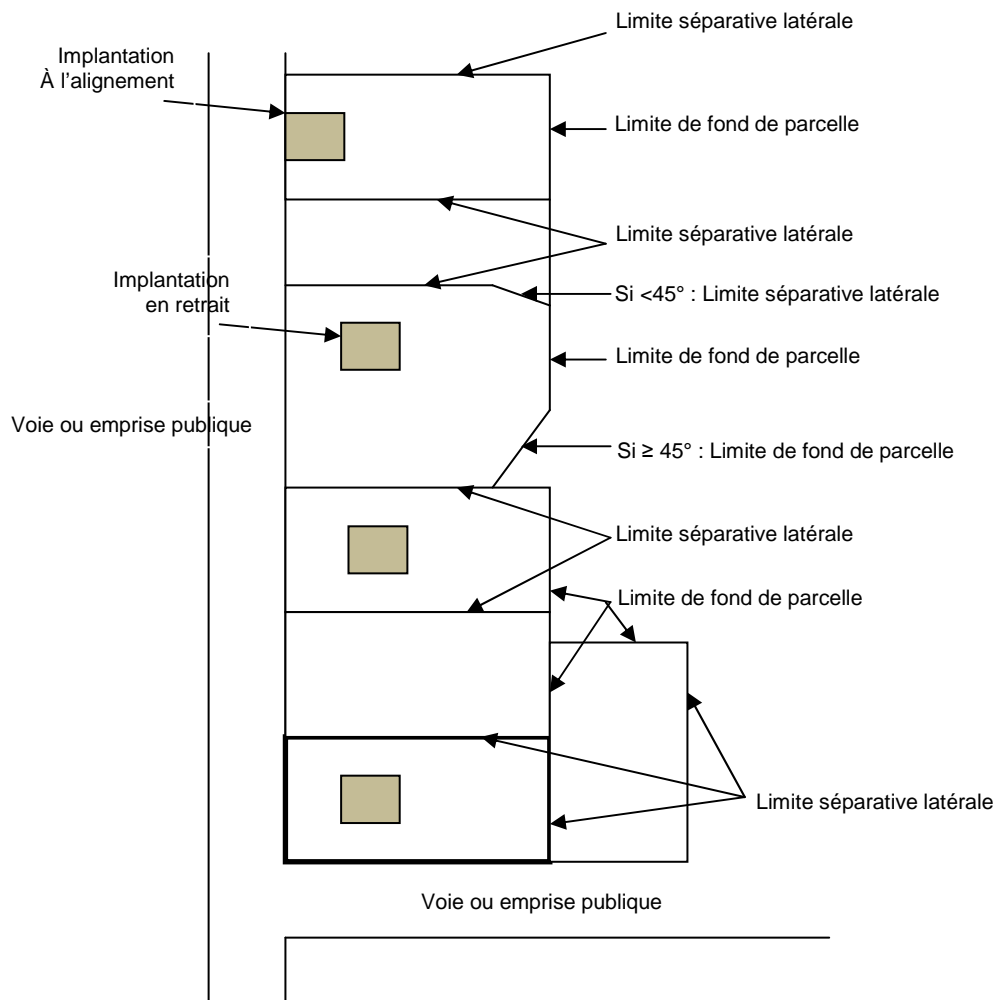 Limite séparative latérale
Implantation
À l’alignement
Limite de fond de parcelle
Limite séparative latérale
Implantation
en retrait
Si <45° : Limite séparative latérale
Limite de fond de parcelle
Voie ou emprise publique
Si ≥ 45° : Limite de fond de parcelle
Limite séparative latérale
Limite de fond de parcelle
Limite séparative latérale
Voie ou emprise publique